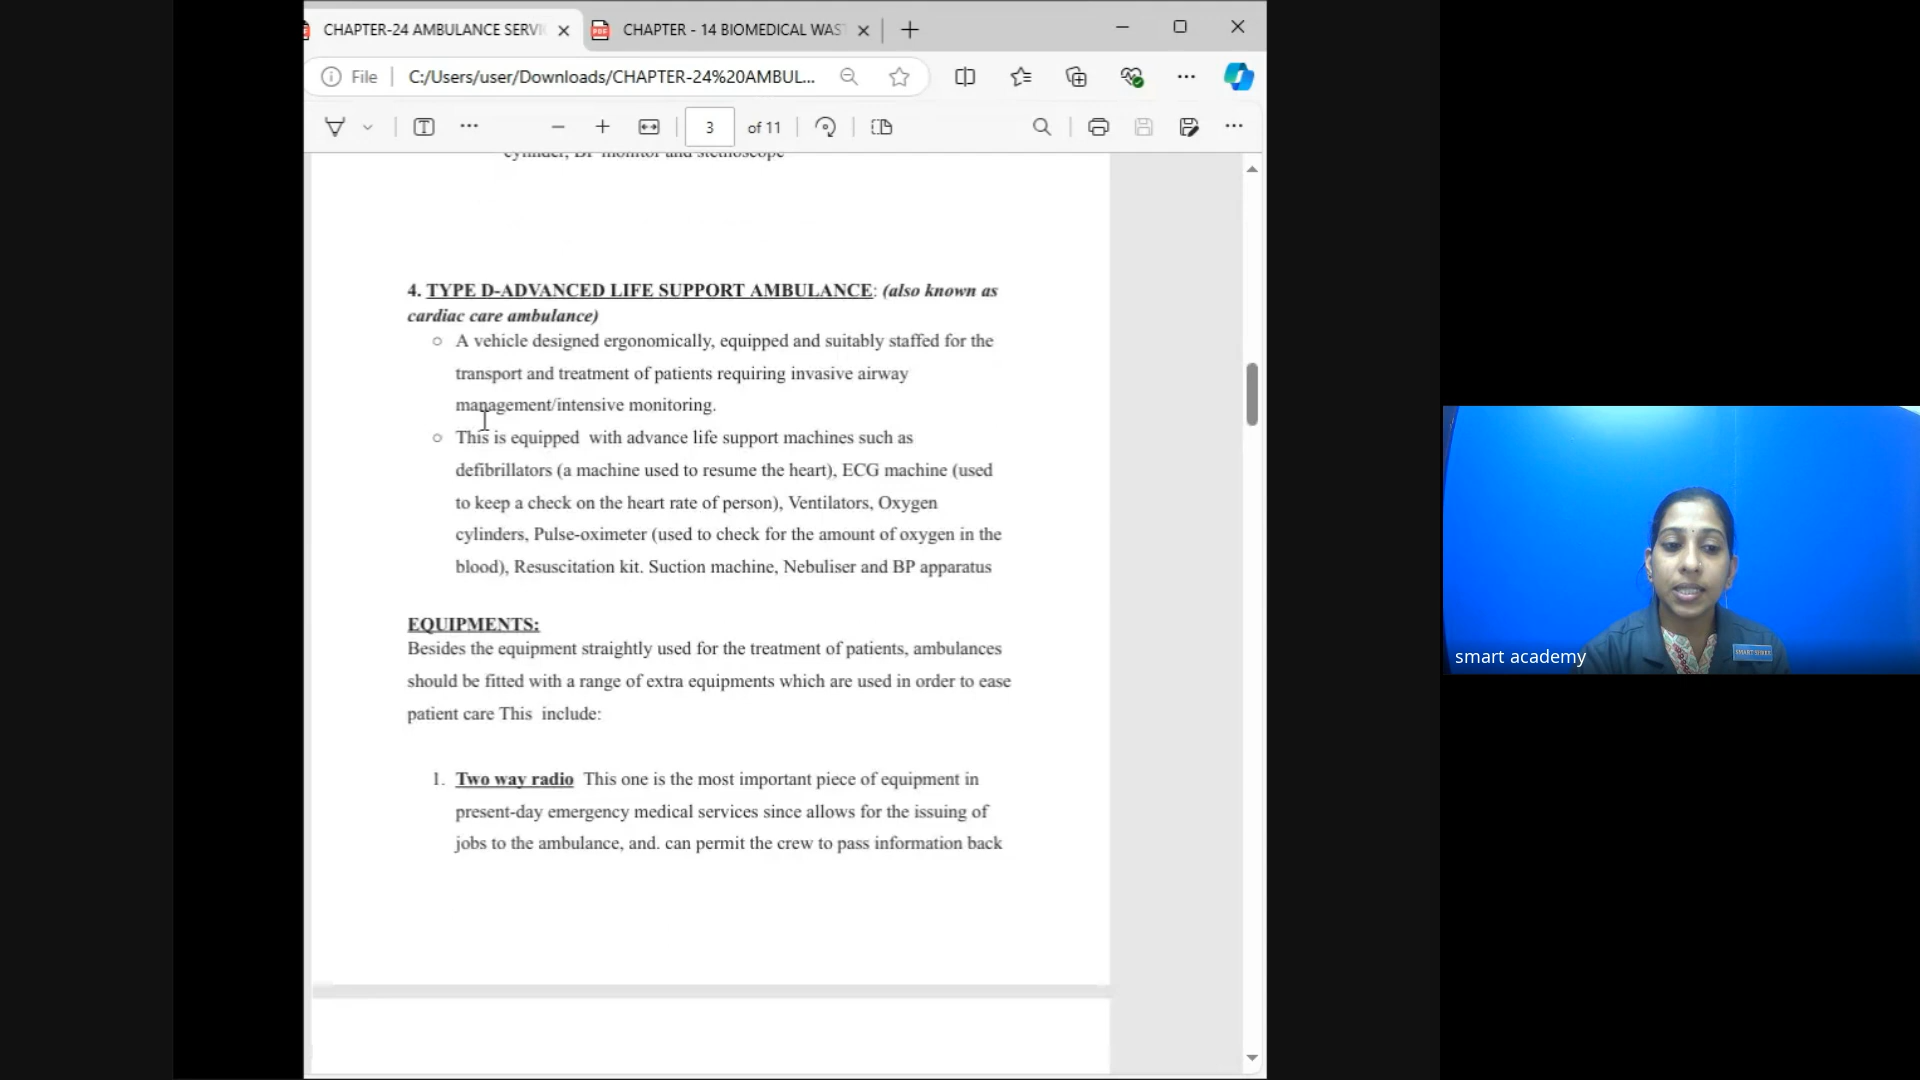 CHAPTER-24 AMBULANCE SERVI
CHAPTER - 14 BIOMEDICAL WAS
File
C:/Users/user/Downloads/CHAPTER-24%20AMBUL...
3 of 11
cylinder, BP monitor and stethoscope
4. TYPE D-ADVANCED LIFE SUPPORT AMBULANCE: (also known as
cardiac care ambulance)
○ A vehicle designed ergonomically, equipped and suitably staffed for the
transport and treatment of patients requiring invasive airway
management/intensive monitoring.
○ This is equipped with advance life support machines such as
defibrillators (a machine used to resume the heart), ECG machine (used
to keep a check on the heart rate of person), Ventilators, Oxygen
cylinders, Pulse-oximeter (used to check for the amount of oxygen in the
blood), Resuscitation kit. Suction machine, Nebuliser and BP apparatus
EQUIPMENTS:
Besides the equipment straightly used for the treatment of patients, ambulances
should be fitted with a range of extra equipments which are used in order to ease
patient care This include:
1. Two way radio This one is the most important piece of equipment in
present-day emergency medical services since allows for the issuing of
jobs to the ambulance, and. can permit the crew to pass information back
smart academy